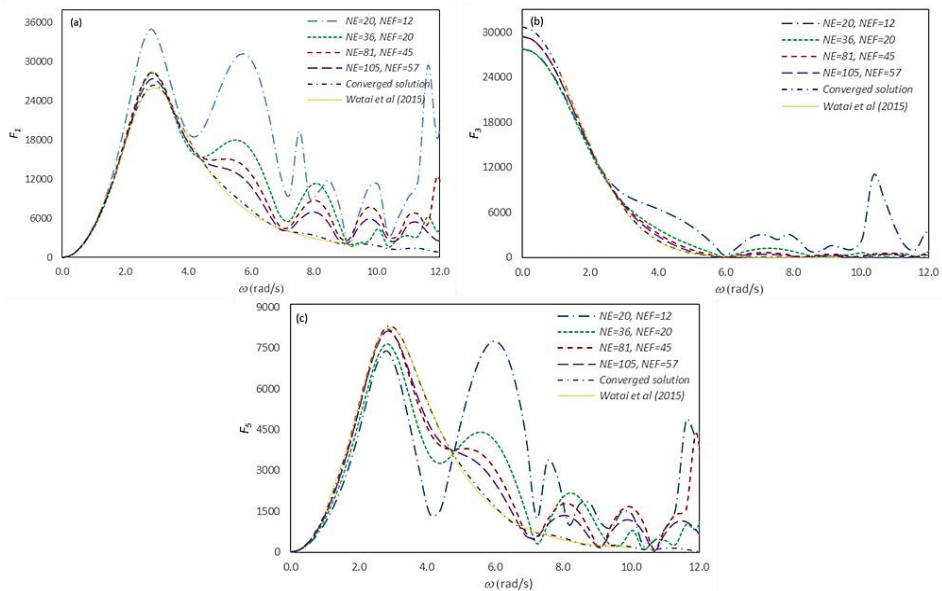 (a)
NE=20, NEF=12
NE=36, NEF=20
NE=81, NEF=45
NE=105, NEF=57
Converged solution
Watai et al (2015)
F1
36000
30000
24000
18000
12000
6000
0
0.0 2.0 4.0 6.0 8.0 10.0 12.0
ω (rad/s)
(b)
NE=20, NEF=12
NE=36, NEF=20
NE=81, NEF=45
NE=105, NEF=57
Converged solution
Watai et al (2015)
F3
30000
24000
18000
12000
6000
0
0.0 2.0 4.0 6.0 8.0 10.0 12.0
ω (rad/s)
(c)
NE=20, NEF=12
NE=36, NEF=20
NE=81, NEF=45
NE=105, NEF=57
Converged solution
Watai et al (2015)
F5
9000
7500
6000
4500
3000
1500
0
0.0 2.0 4.0 6.0 8.0 10.0 12.0
ω (rad/s)